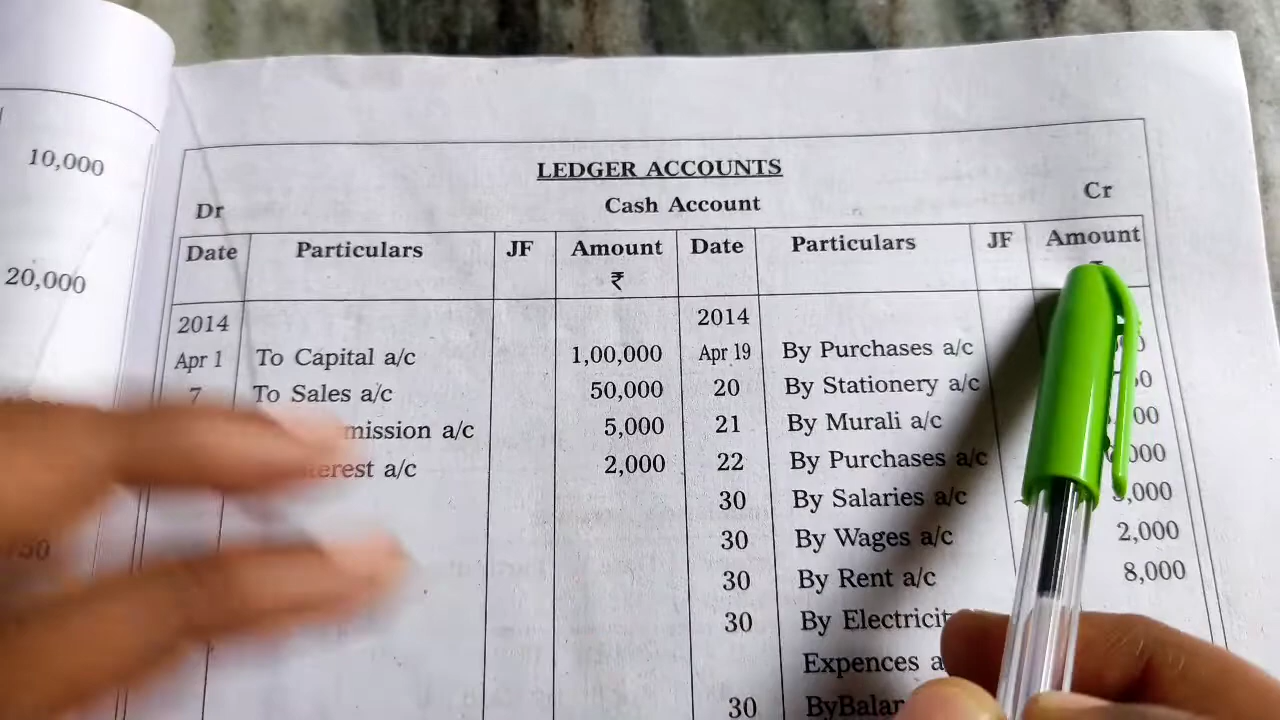 10,000
20,000
LEDGER ACCOUNTS
Dr Cash Account Cr
Date Particulars JF Amount Date Particulars JF Amount
₹
2014 2014
Apr 1 To Capital a/c 1,00,000 Apr 19 By Purchases a/c
7 To Sales a/c 50,000 20 By Stationery a/c
a/c 5,000 21 By Murali a/c
a/c 2,000 22 By Purchases a/c
30 By Salaries a/c
30 By Wages a/c 2,000
30 By Rent a/c 8,000
30 By
Expences
30